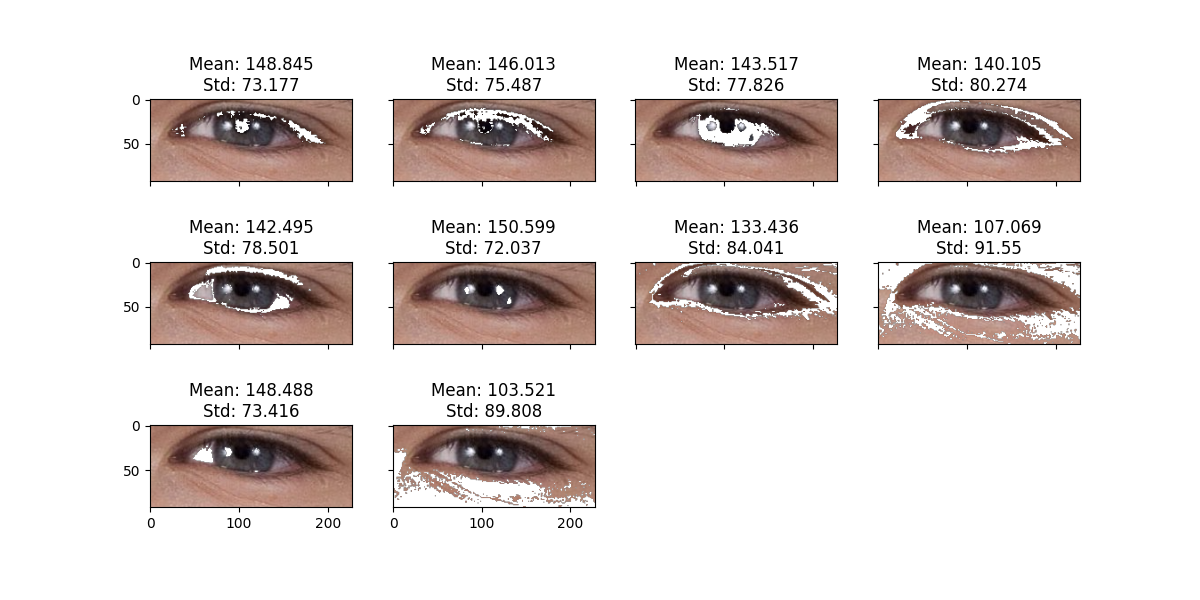 Mean: 148.845
Std: 73.177
Mean: 146.013
Std: 75.487
Mean: 143.517
Std: 77.826
Mean: 140.105
Std: 80.274
0
50
Mean: 142.495
Std: 78.501
Mean: 150.599
Std: 72.037
Mean: 133.436
Std: 84.041
Mean: 107.069
Std: 91.55
0
50
Mean: 148.488
Std: 73.416
Mean: 103.521
Std: 89.808
0
50
0 100 200
0 100 200